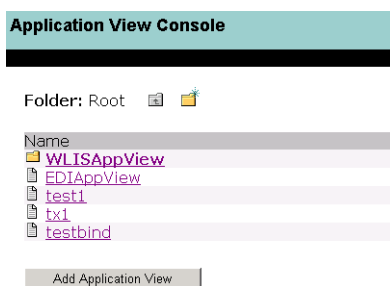 Application View Console
Folder: Root
Name
WLISAppView
EDIAppView
test1
tx1
testbind
Add Application View